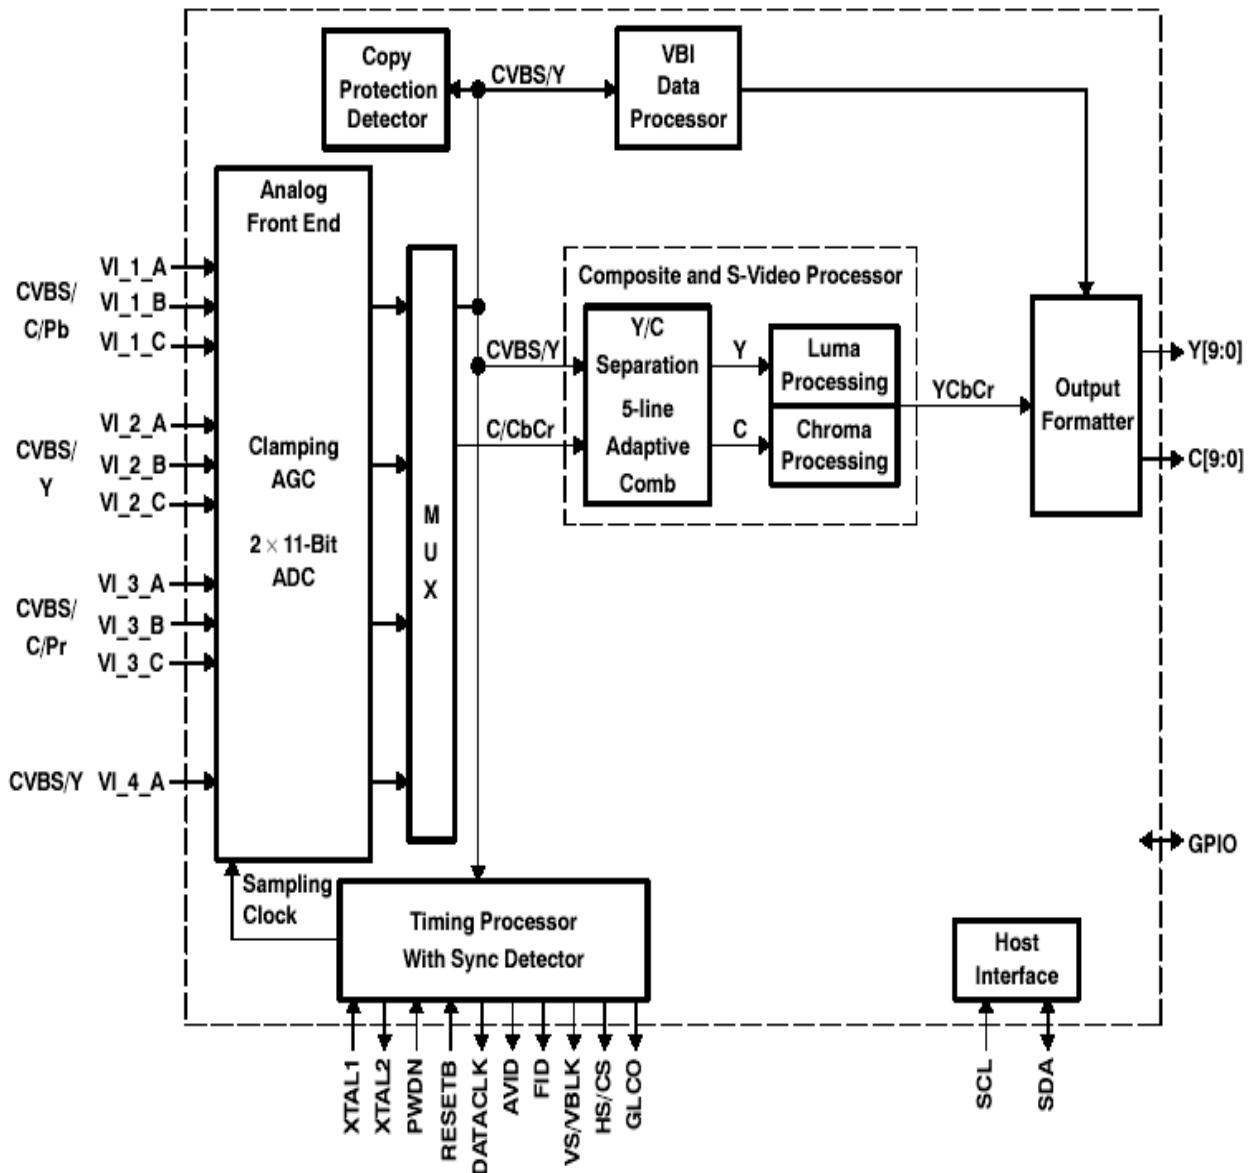 Copy
Protection
Detector
CVBS/Y
VBI
Data
Processor
Analog
Front End
Clamping
AGC
2 × 11-Bit
ADC
CVBS/
C/Pb
VI_1_A
VI_1_B
VI_1_C
CVBS/
Y
VI_2_A
VI_2_B
VI_2_C
CVBS/
C/Pr
VI_3_A
VI_3_B
VI_3_C
CVBS/Y
VI_4_A
M
U
X
CVBS/Y
C/CbCr
Composite and S-Video Processor
Y/C
Separation
5-line
Adaptive
Comb
Y
C
Luma
Processing
Chroma
Processing
YCbCr
Output
Formatter
Y[9:0]
C[9:0]
GPIO
Sampling
Clock
Timing Processor
With Sync Detector
Host
Interface
XTAL1
XTAL2
PWDN
RESETB
DATACLK
AVID
FID
VS/VBLK
HS/CS
GLCO
SCL
SDA